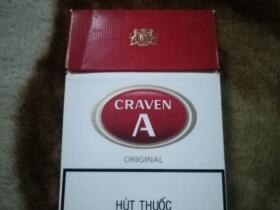 CRAVEN
A
ORIGINAL
HÚT THUỐC